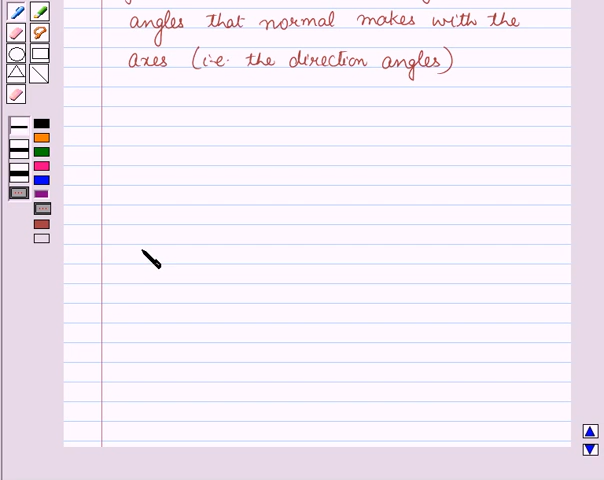 angles that normal makes with the
axes (i.e. the direction angles)